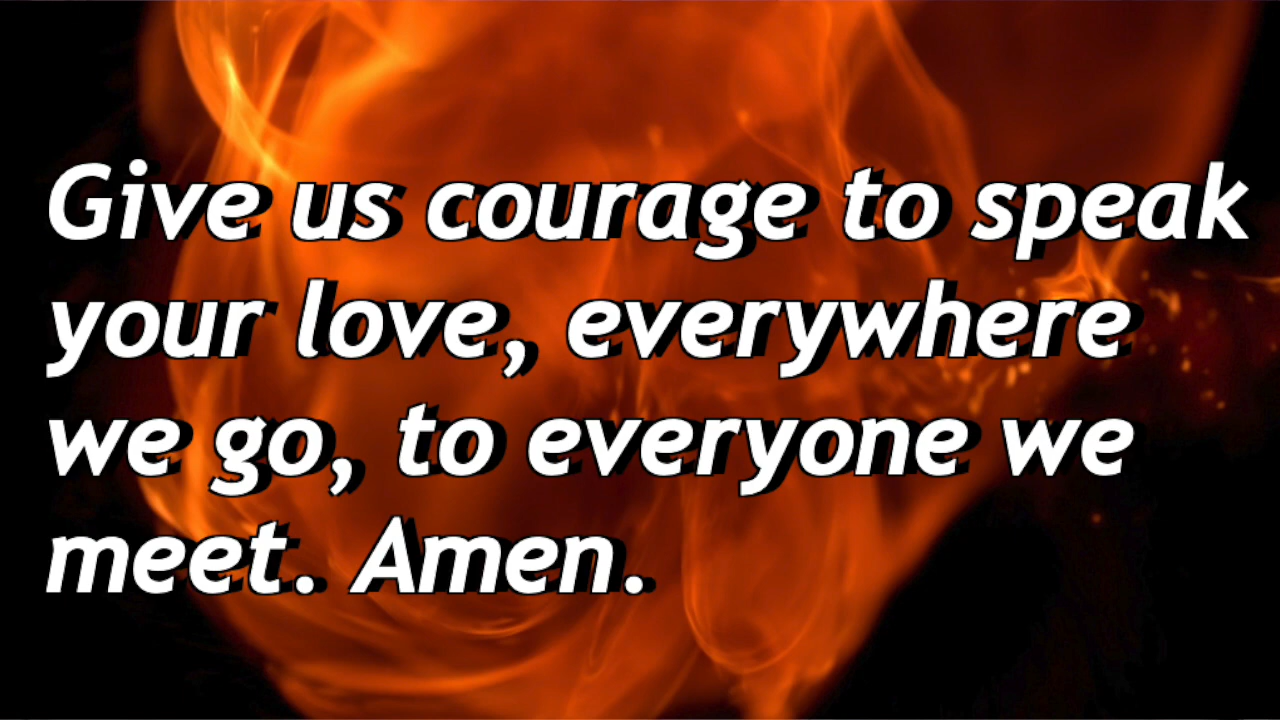 Give us courage to speak
your love, everywhere
we go, to everyone we
meet. Amen.